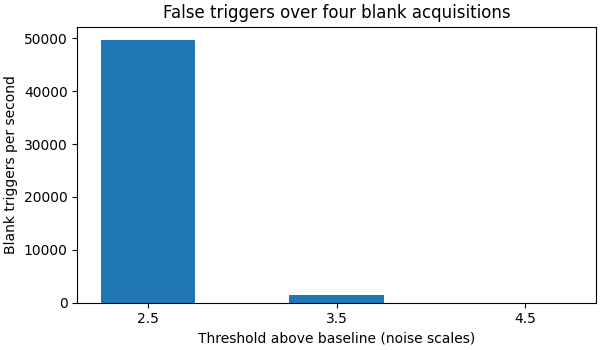 False triggers over four blank acquisitions
Blank triggers per second
50000
40000
30000
20000
10000
0
2.5 3.5 4.5
Threshold above baseline (noise scales)